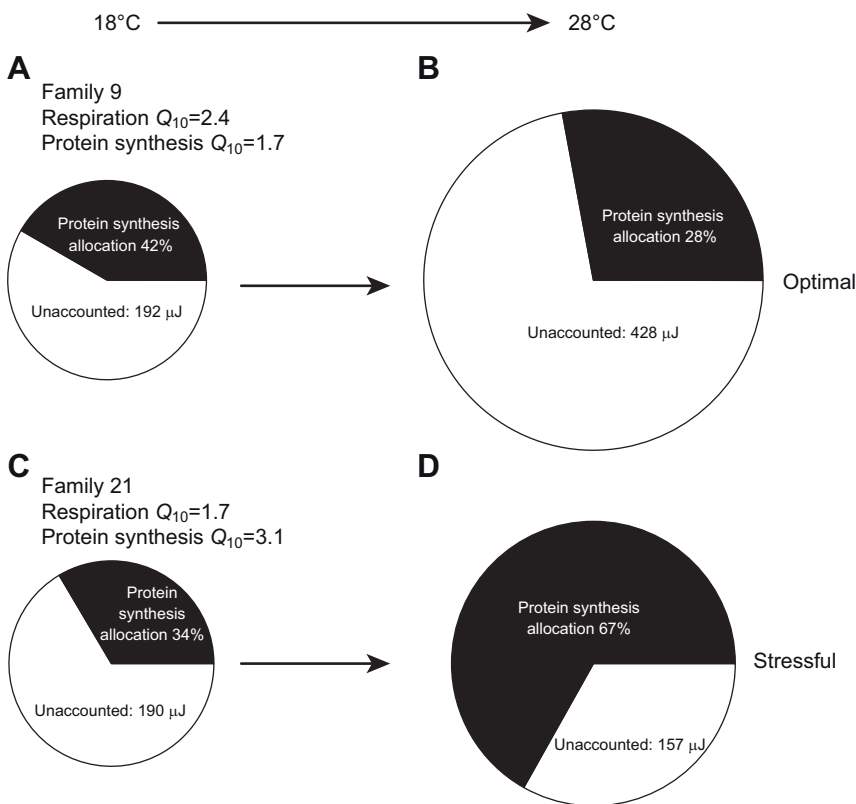 18°C
28°C
A
Family 9
Respiration Q10=2.4
Protein synthesis Q10=1.7
Protein synthesis
allocation 42%
Unaccounted: 192 μJ
B
Protein synthesis
allocation 28%
Unaccounted: 428 μJ
Optimal
C
Family 21
Respiration Q10=1.7
Protein synthesis Q10=3.1
Protein
synthesis
allocation 34%
Unaccounted: 190 μJ
D
Protein synthesis
allocation 67%
Unaccounted: 157 μJ
Stressful